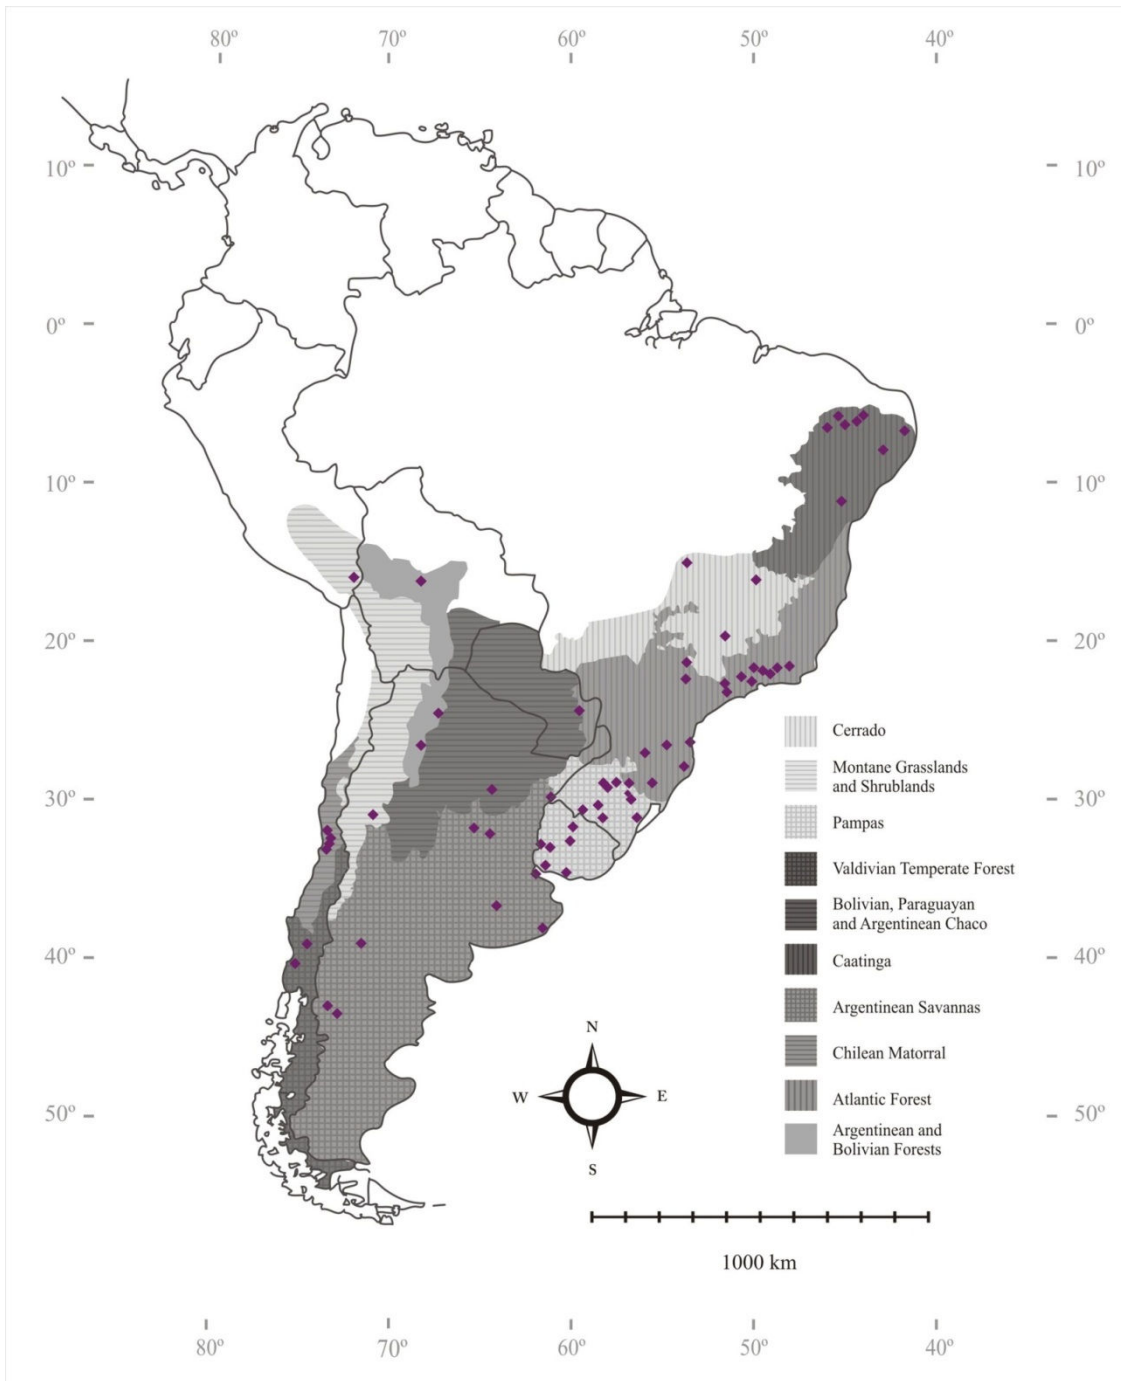 80º 70º 60º 50º 40º
10º 10º
0º 0º
10º 10º
20º 20º
30º 30º
40º 40º
50º 50º
Cerrado
Montane Grasslands
and Shrublands
Pampas
Valdivian Temperate Forest
Bolivian, Paraguayan
and Argentinean Chaco
Caatinga
Argentinean Savannas
Chilean Matorral
Atlantic Forest
Argentinean and
Bolivian Forests
N
W E
S
1000 km
80º 70º 60º 50º 40º